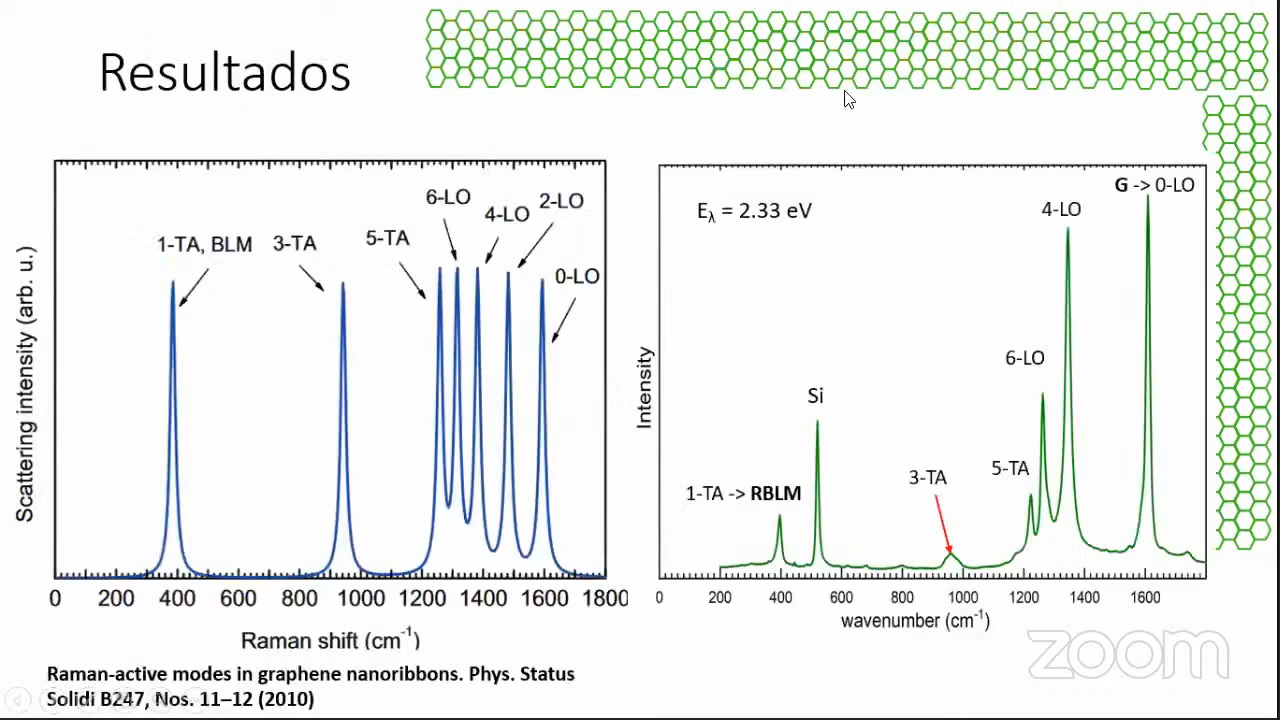 Resultados
6-LO
2-LO
4-LO
5-TA
1-TA, BLM
3-TA
0-LO
Scattering intensity (arb. u.)
0 200 400 600 800 1000 1200 1400 1600 1800
Raman shift (cm⁻¹)
Raman-active modes in graphene nanoribbons. Phys. Status
Solidi B247, Nos. 11–12 (2010)
G -> 0-LO
E_λ = 2.33 eV
4-LO
6-LO
Si
5-TA
3-TA
1-TA -> RBLM
Intensity
0 200 400 600 800 1000 1200 1400 1600
wavenumber (cm⁻¹)
zoom